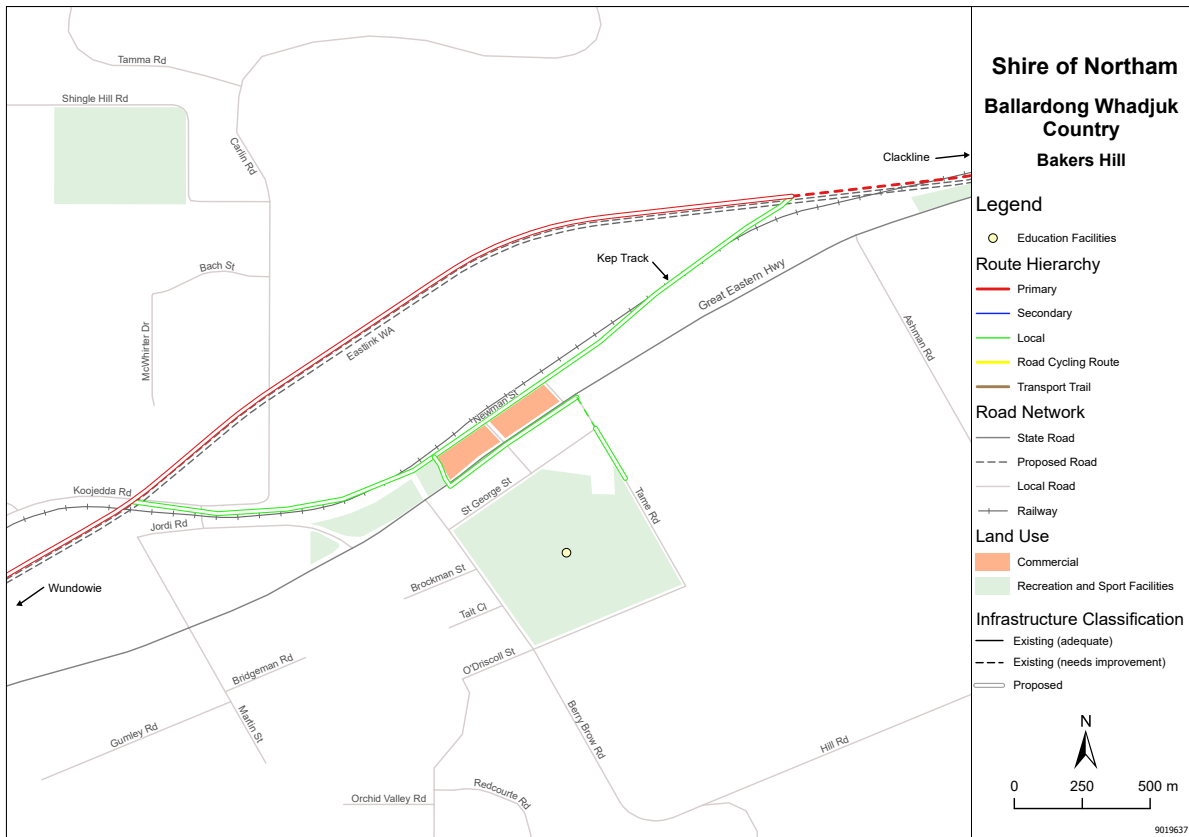 Tamma Rd
Shingle Hill Rd
Carlin Rd
Clackline
Bach St
Kep Track
Great Eastern Hwy
McWhirter Dr
Eastlink WA
Ashman Rd
Newman St
Koojedda Rd
Jordi Rd
St George St
Tame Rd
Wundowie
Brockman St
Tait Cl
O'Driscoll St
Bridgeman Rd
Martin St
Gumley Rd
Berry Brow Rd
Hill Rd
Redcourte Rd
Orchid Valley Rd
Shire of Northam
Ballardong Whadjuk
Country
Bakers Hill
Legend
Education Facilities
Route Hierarchy
Primary
Secondary
Local
Road Cycling Route
Transport Trail
Road Network
State Road
Proposed Road
Local Road
Railway
Land Use
Commercial
Recreation and Sport Facilities
Infrastructure Classification
Existing (adequate)
Existing (needs improvement)
Proposed
N
0 250 500 m
9019637